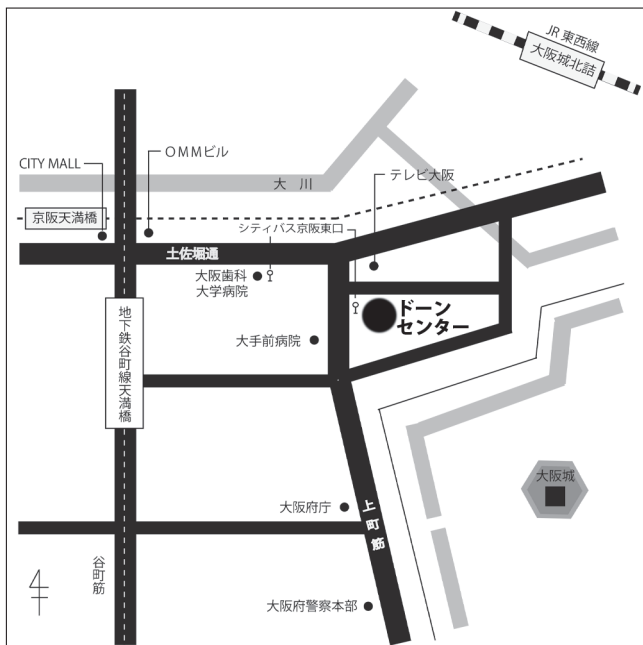 JR 東西線
大阪城北詰
CITY MALL
OMMビル
大 川
テレビ大阪
京阪天満橋
シティバス京阪東口
土佐堀通
大阪歯科
大学病院
ドーン
センター
地下鉄谷町線天満橋
大手前病院
大阪城
大阪府庁
上町筋
谷町筋
大阪府警察本部